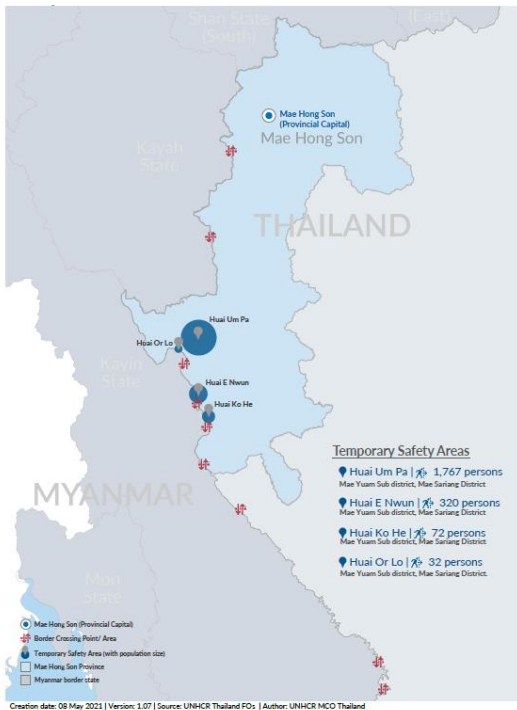 Shan State
(South)
(East)
Mae Hong Son
(Provincial Capital)
Mae Hong Son
Kayah
State
THAILAND
Huai Um Pa
Huai Or Lo
Kayin
State
Huai E Nwun
Huai Ko He
MYANMAR
Temporary Safety Areas
Huai Um Pa | 1,767 persons
Mae Yuam Sub district, Mae Sariang District
Huai E Nwun | 320 persons
Mae Yuam Sub district, Mae Sariang District
Huai Ko He | 72 persons
Mae Yuam Sub district, Mae Sariang District
Huai Or Lo | 32 persons
Mae Yuam Sub district, Mae Sariang District.
Mon
State
Mae Hong Son (Provincial Capital)
Border Crossing Point/ Area
Temporary Safety Area (with population size)
Mae Hong Son Province
Myanmar border state
Creation date: 08 May 2021 | Version: 1.07 | Source: UNHCR Thailand FOs | Author: UNHCR MCO Thailand